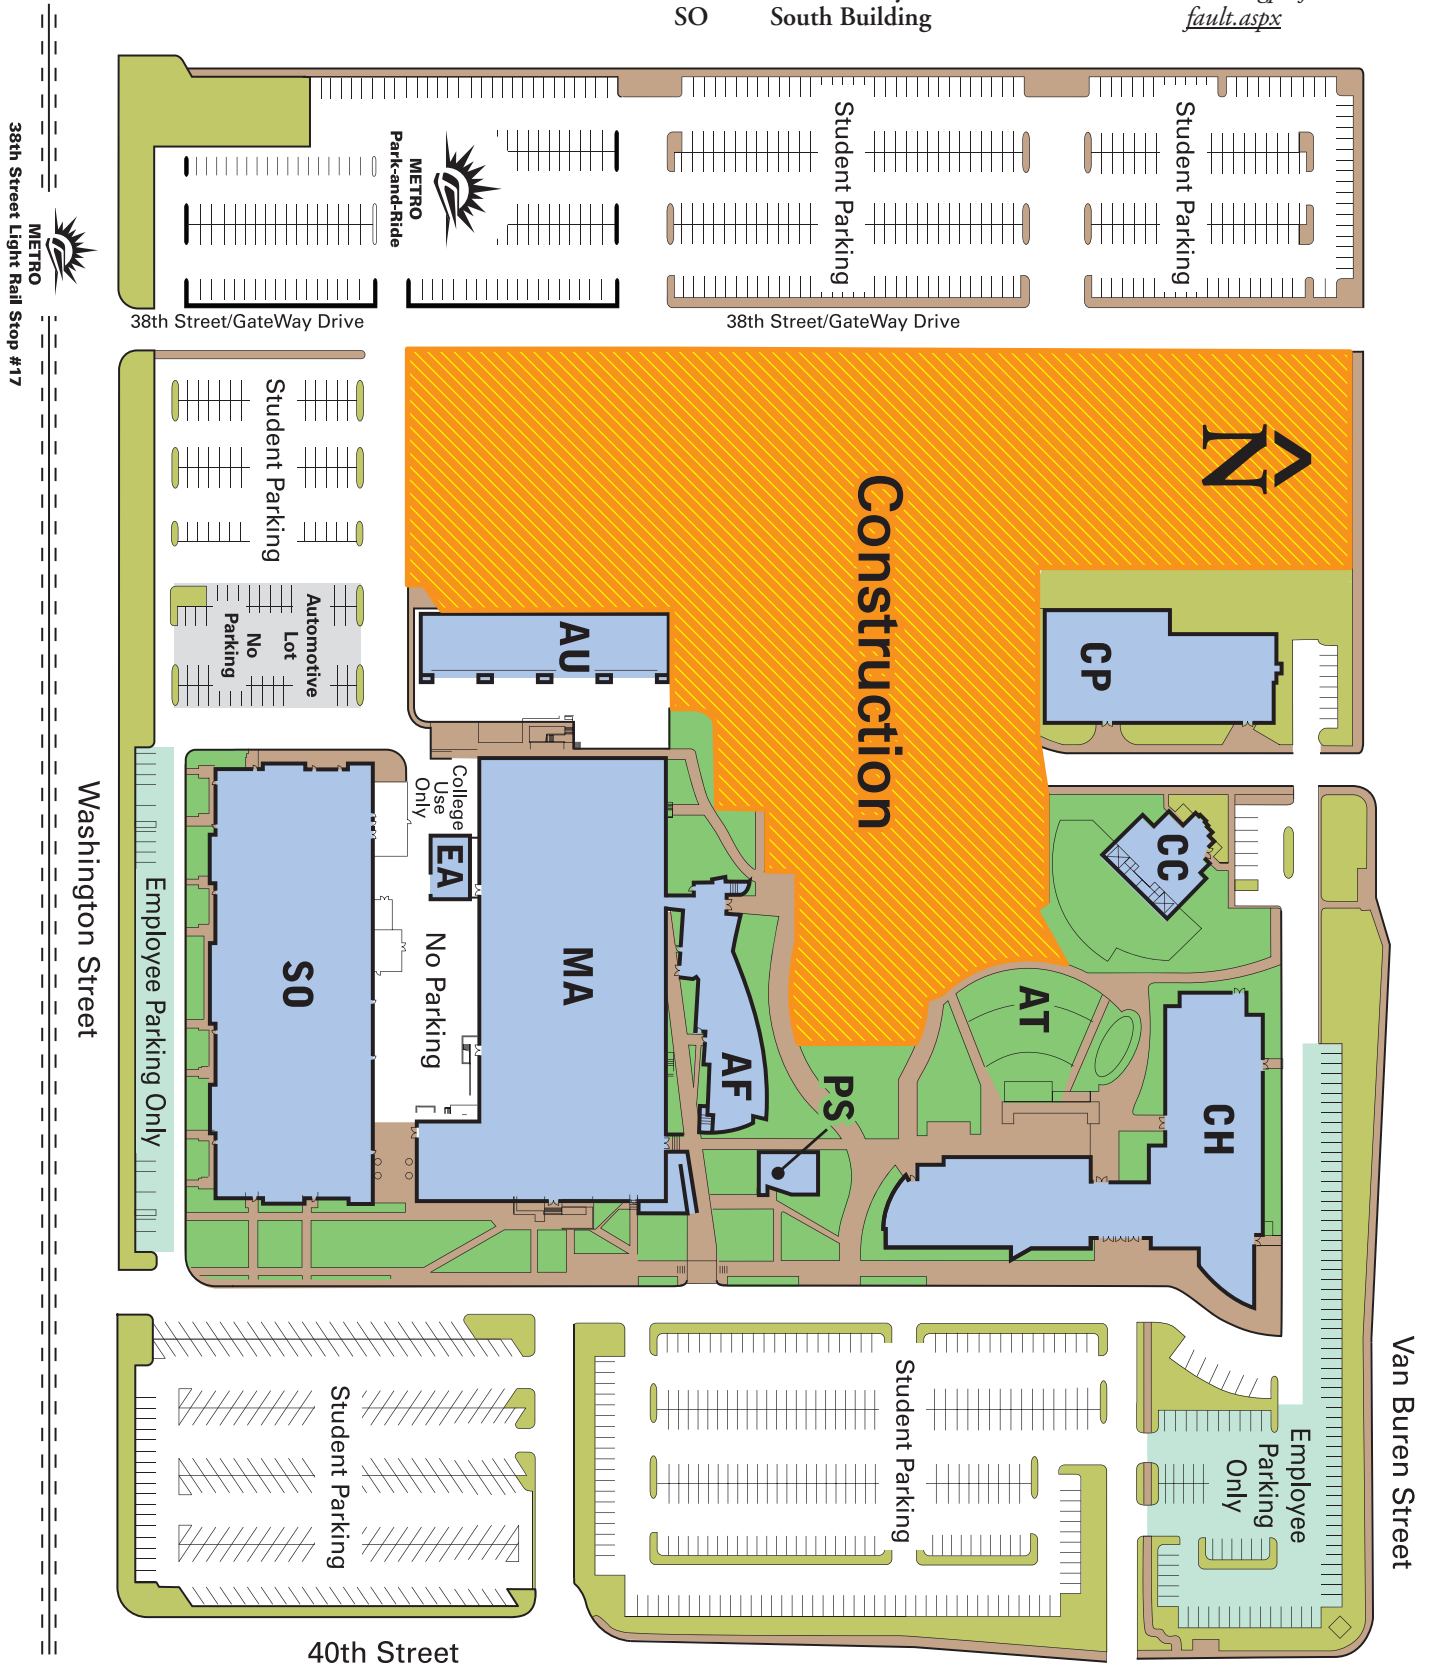 SO South Building
fault.aspx
METRO
Park-and-Ride
Student Parking
Student Parking
METRO
38th Street Light Rail Stop #17
38th Street/GateWay Drive
38th Street/GateWay Drive
Student Parking
N
Construction
Automotive
Lot
No
Parking
AU
CP
College
Use
Only
EA
CC
Washington Street
Employee Parking Only
SO
No Parking
MA
AF
AT
PS
CH
Student Parking
Student Parking
Employee
Parking
Only
Van Buren Street
40th Street